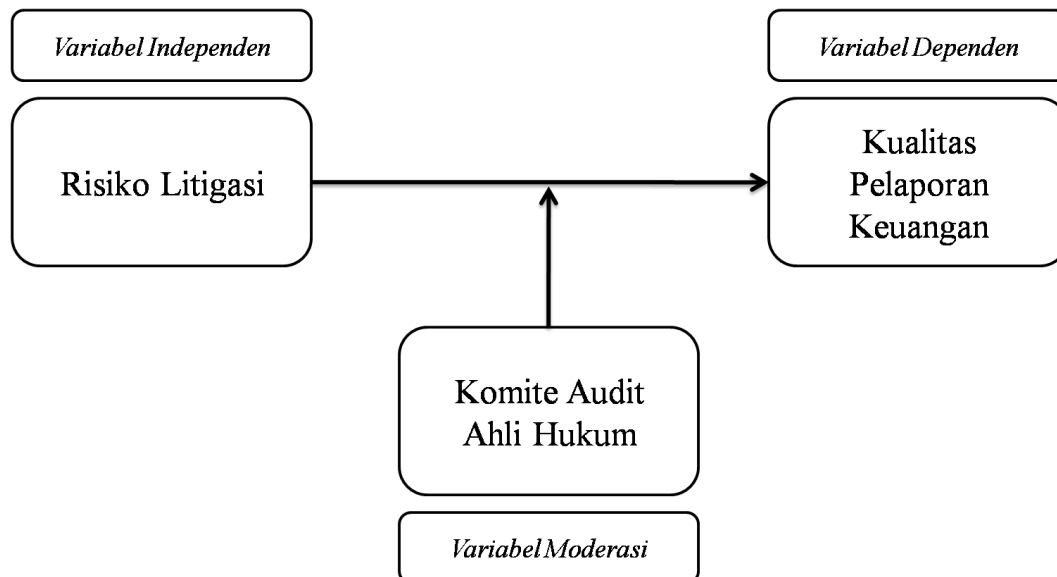 Variabel Independen
Variabel Dependen
Risiko Litigasi
Kualitas
Pelaporan
Keuangan
Komite Audit
Ahli Hukum
Variabel Moderasi